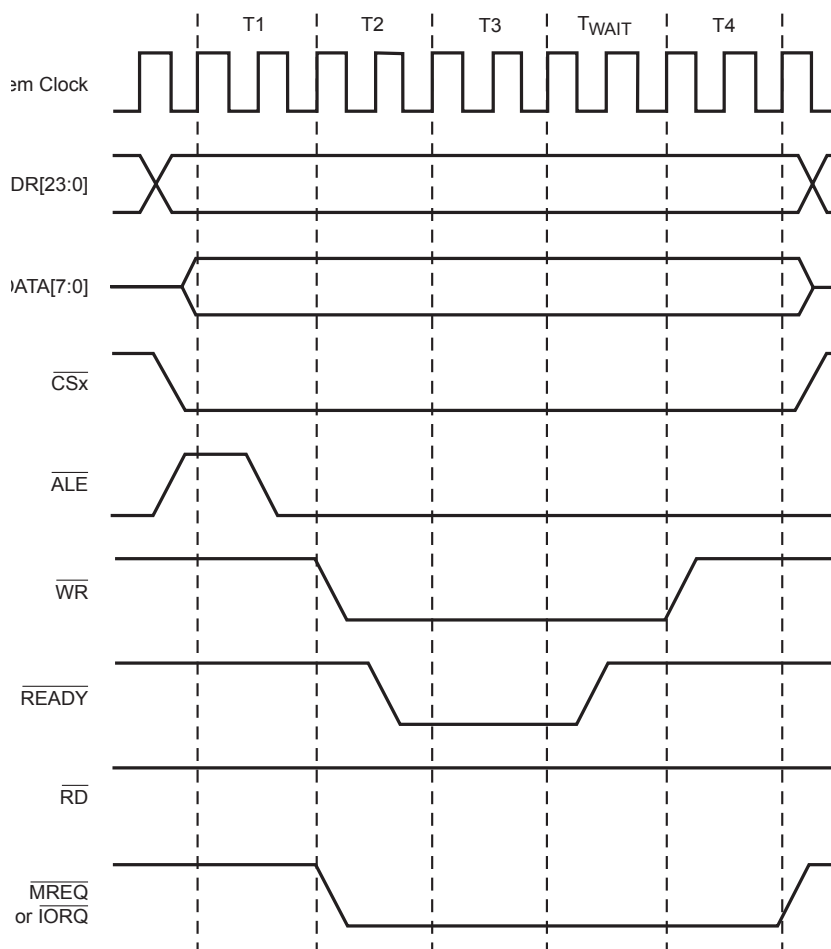 T1 T2 T3 TWAIT T4
em Clock
DR[23:0]
DATA[7:0]
CSx
ALE
WR
READY
RD
MREQ
or IORQ